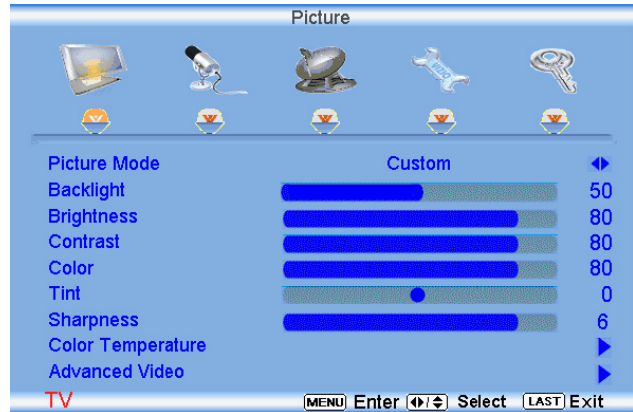 Picture
Picture Mode Custom
Backlight 50
Brightness 80
Contrast 80
Color 80
Tint 0
Sharpness 6
Color Temperature
Advanced Video
TV MENU Enter Select LAST Exit